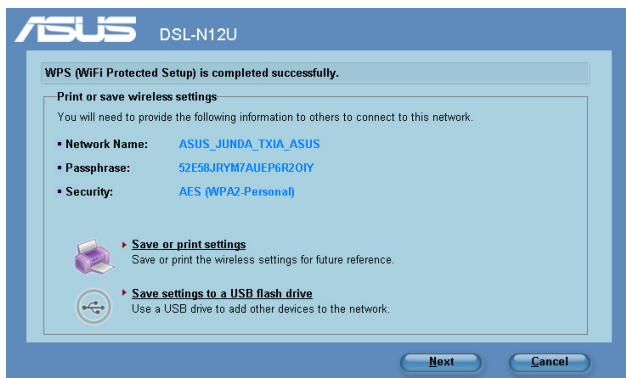 ASUS DSL-N12U
WPS (WiFi Protected Setup) is completed successfully.
Print or save wireless settings
You will need to provide the following information to others to connect to this network.
▪ Network Name: ASUS_JUNDA_TXIA_ASUS
▪ Passphrase: 52E58JRYM7AUEP6R2OIY
▪ Security: AES (WPA2-Personal)
Save or print settings
Save or print the wireless settings for future reference.
Save settings to a USB flash drive
Use a USB drive to add other devices to the network.
Next Cancel